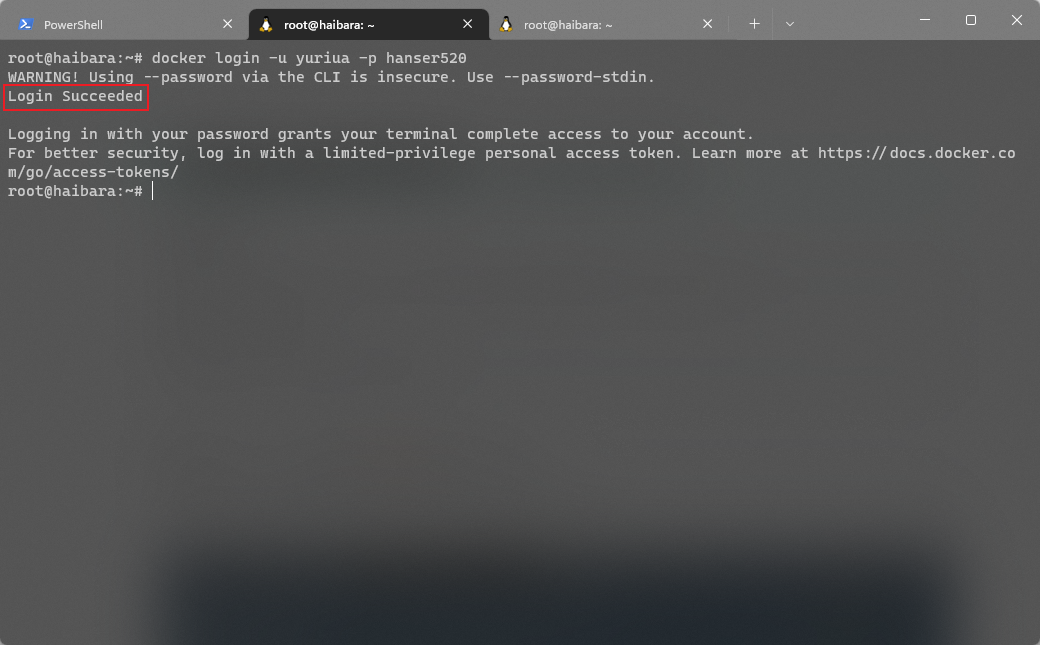 PowerShell
root@haibara: ~
root@haibara: ~
root@haibara:~# docker login -u yuriua -p hanser520
WARNING! Using --password via the CLI is insecure. Use --password-stdin.
Login Succeeded
Logging in with your password grants your terminal complete access to your account.
For better security, log in with a limited-privilege personal access token. Learn more at https://docs.docker.co
m/go/access-tokens/
root@haibara:~#